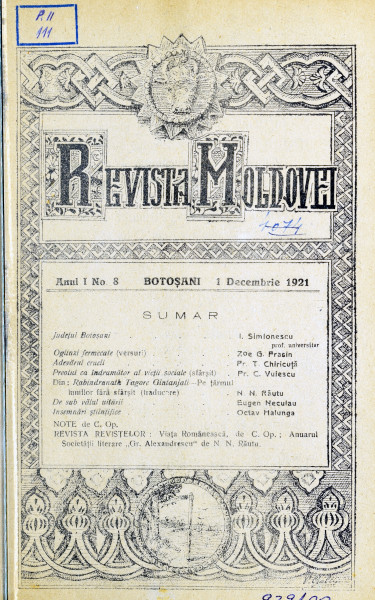 P. II
111
REVISTA MOLDOVEI
Anul I No. 8 BOTOȘANI 1 Decembrie 1921
SUMAR
Județul Botoșani . . . . I. Simionescu
prof. universitar
Oglinzi fermecate (versuri) . . . . Zoe G. Frasin
Adevărul crucii . . . . Pr. T. Chiricuță
Preotul ca îndrumător al vieții sociale (sfârșit) . Pr. C. Vulescu
Din: Rabindranath Tagore Gitanjali—Pe țărmul
lumilor fără sfârșit (traducere) . . N. N. Răutu
De sub vălul uitării . . . . Eugen Neculau
Însemnări științifice . . . . Octav Halunga
NOTE de C. Op.
REVISTA REVISTELOR: Viața Românească, de C. Op.; Anuarul
Societății literare „Gr. Alexandrescu" de N. N. Răutu.